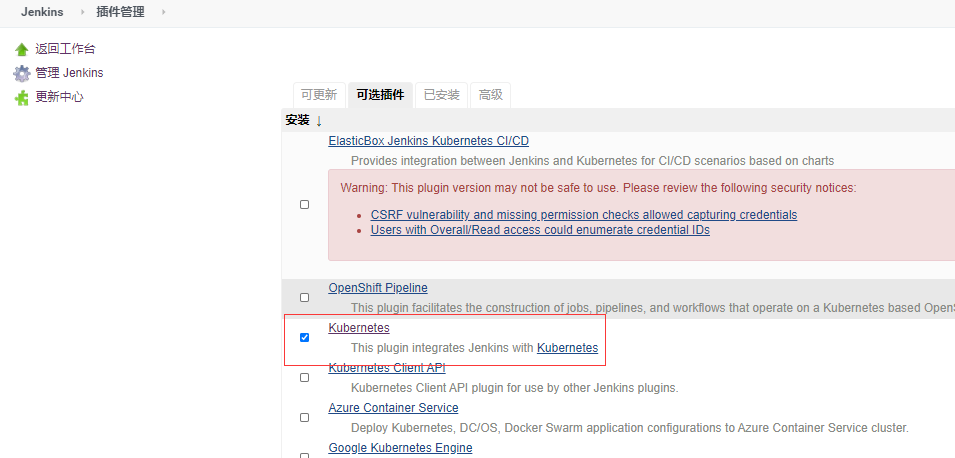 Jenkins 插件管理
返回工作台
管理 Jenkins
更新中心
可更新 可选插件 已安装 高级
安装 ↓
ElasticBox Jenkins Kubernetes CI/CD
Provides integration between Jenkins and Kubernetes for CI/CD scenarios based on charts
Warning: This plugin version may not be safe to use. Please review the following security notices:
CSRF vulnerability and missing permission checks allowed capturing credentials
Users with Overall/Read access could enumerate credential IDs
OpenShift Pipeline
This plugin facilitates the construction of jobs, pipelines, and workflows that operate on a Kubernetes based OpenS
Kubernetes
This plugin integrates Jenkins with Kubernetes
Kubernetes Client API
Kubernetes Client API plugin for use by other Jenkins plugins.
Azure Container Service
Deploy Kubernetes, DC/OS, Docker Swarm application configurations to Azure Container Service cluster.
Google Kubernetes Engine